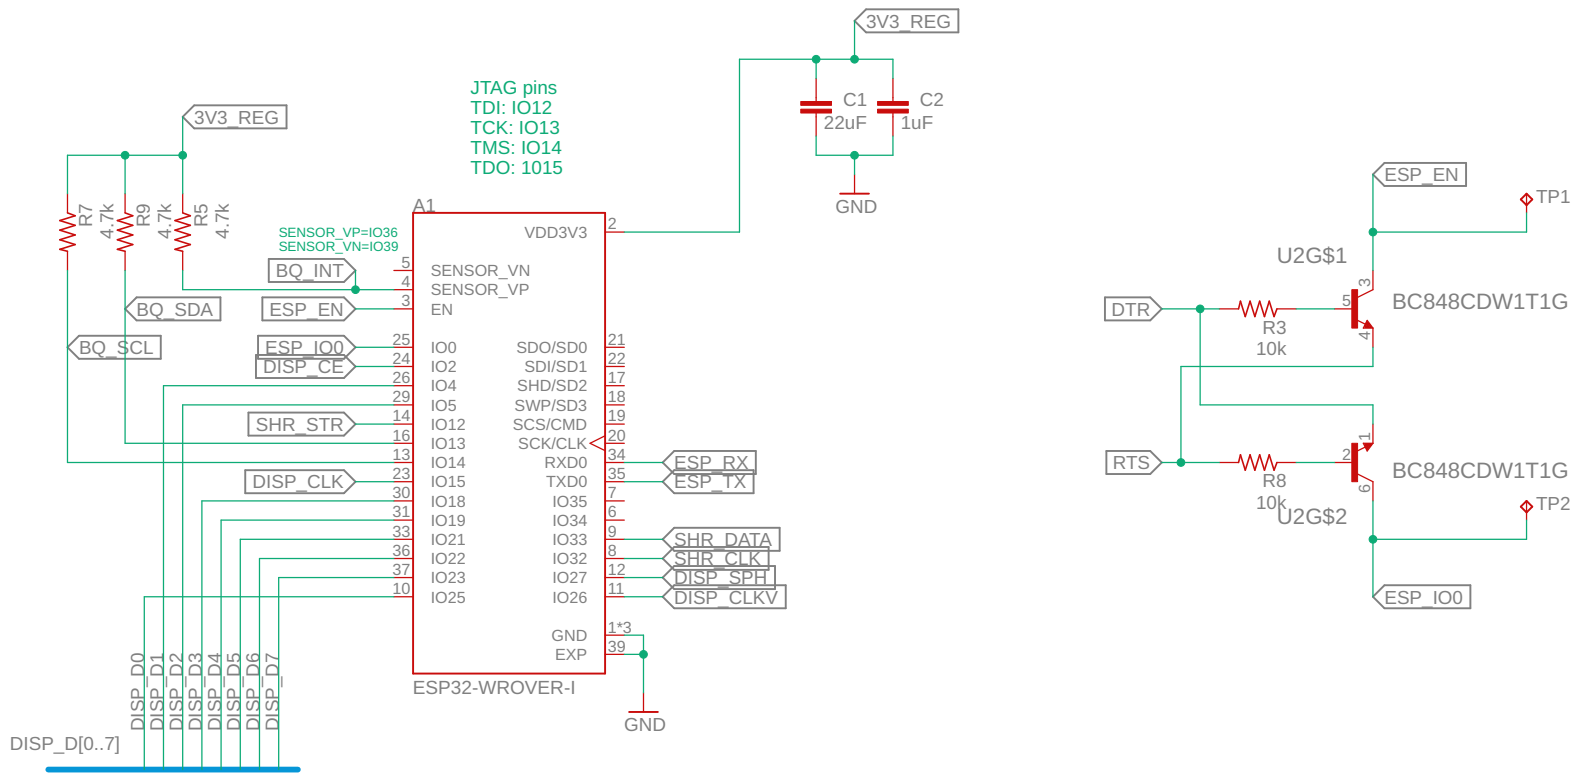 3V3_REG
JTAG pins
TDI: IO12
TCK: IO13
TMS: IO14
TDO: 1015
3V3_REG
C1
22uF
C2
1uF
GND
R7
4.7k
R9
4.7k
R5
4.7k
SENSOR_VP=IO36
SENSOR_VN=IO39
BQ_INT
BQ_SDA
ESP_EN
BQ_SCL
ESP_IO0
DISP_CE
SHR_STR
DISP_CLK
A1
5 SENSOR_VN
4 SENSOR_VP
3 EN
25 IO0
24 IO2
26 IO4
29 IO5
14 IO12
16 IO13
13 IO14
23 IO15
30 IO18
31 IO19
33 IO21
36 IO22
37 IO23
10 IO25
VDD3V3 2
SDO/SD0 21
SDI/SD1 22
SHD/SD2 17
SWP/SD3 18
SCS/CMD 19
SCK/CLK 20
RXD0 34
TXD0 35
IO35 7
IO34 6
IO33 9
IO32 8
IO27 12
IO26 11
GND 1*3
EXP 39
ESP32-WROVER-I
ESP_RX
ESP_TX
SHR_DATA
SHR_CLK
DISP_SPH
DISP_CLKV
GND
DISP_D0
DISP_D1
DISP_D2
DISP_D3
DISP_D4
DISP_D5
DISP_D6
DISP_D7
DISP_D[0..7]
ESP_EN
TP1
U2G$1
3
5
4
BC848CDW1T1G
DTR
R3
10k
RTS
R8
10k
1
2
6
BC848CDW1T1G
U2G$2
TP2
ESP_IO0